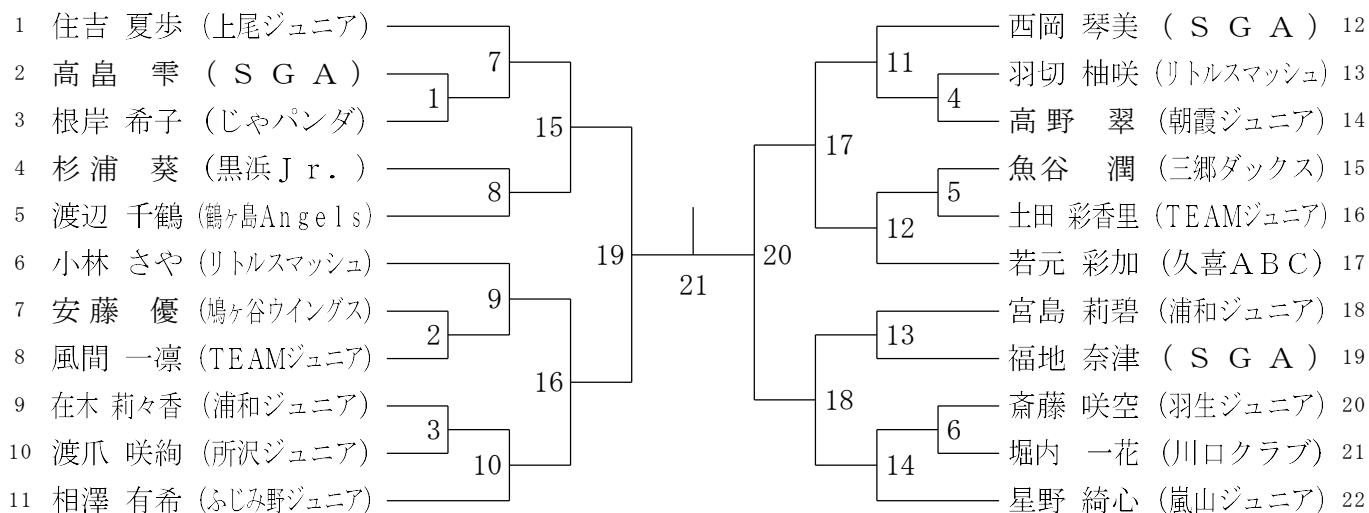 1 住吉 夏歩 (上尾ジュニア)
2 高畠 雫 (ＳＧＡ)
3 根岸 希子 (じゃパンダ)
4 杉浦 葵 (黒浜Ｊｒ．)
5 渡辺 千鶴 (鶴ヶ島Ａｎｇｅｌｓ)
6 小林 さや (リトルスマッシュ)
7 安藤 優 (鳩ヶ谷ウイングス)
8 風間 一凛 (TEAMジュニア)
9 在木 莉々香 (浦和ジュニア)
10 渡爪 咲絢 (所沢ジュニア)
11 相澤 有希 (ふじみ野ジュニア)
7
1
15
8
19
9
2
16
3
10
21
11
4
17
5
12
20
13
18
6
14
西岡 琴美 (ＳＧＡ) 12
羽切 柚咲 (リトルスマッシュ) 13
高野 翠 (朝霞ジュニア) 14
魚谷 潤 (三郷ダックス) 15
土田 彩香里 (TEAMジュニア) 16
若元 彩加 (久喜ＡＢＣ) 17
宮島 莉碧 (浦和ジュニア) 18
福地 奈津 (ＳＧＡ) 19
斎藤 咲空 (羽生ジュニア) 20
堀内 一花 (川口クラブ) 21
星野 綺心 (嵐山ジュニア) 22